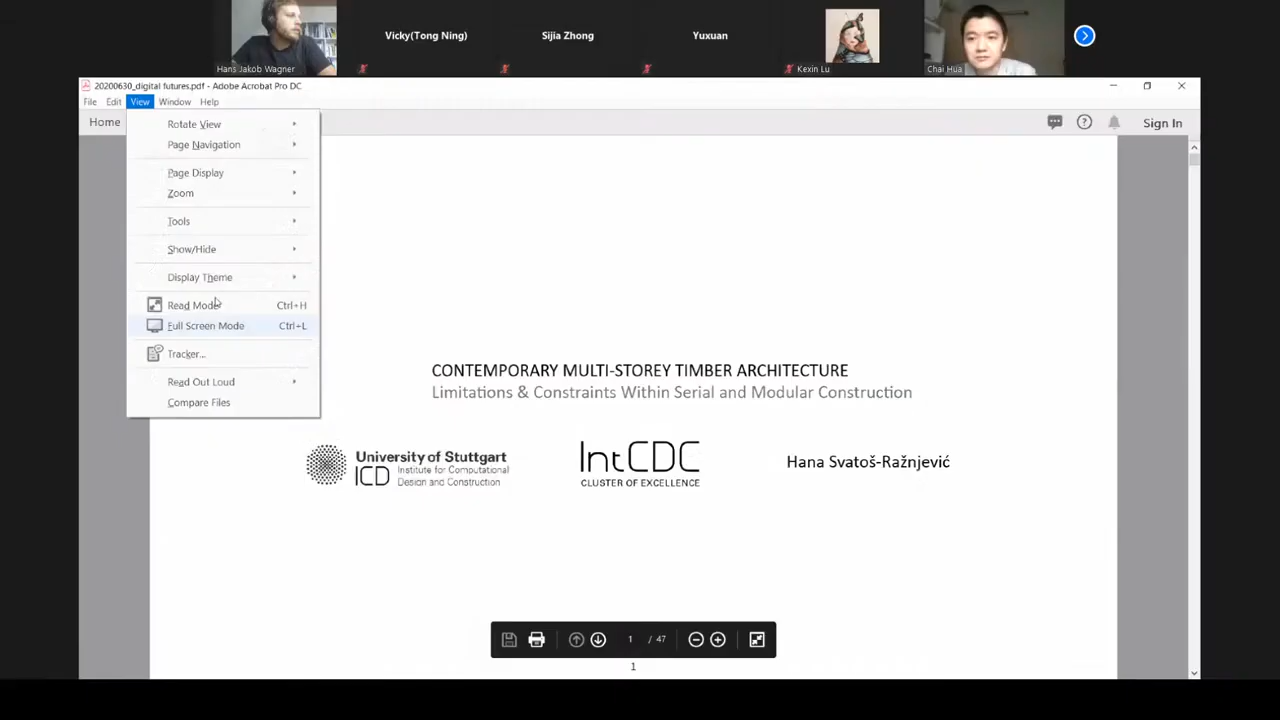 Vicky(Tong Ning)
Sijia Zhong
Yuxuan
Hans Jakob Wagner
Kexin Lu
Chai Hua
20200630_digital futures.pdf - Adobe Acrobat Pro DC
File Edit View Window Help
Home
Sign In
Rotate View
Page Navigation
Page Display
Zoom
Tools
Show/Hide
Display Theme
Read Mode Ctrl+H
Full Screen Mode Ctrl+L
Tracker...
Read Out Loud
Compare Files
CONTEMPORARY MULTI-STOREY TIMBER ARCHITECTURE
Limitations & Constraints Within Serial and Modular Construction
University of Stuttgart
ICD Institute for Computational
Design and Construction
IntCDC
CLUSTER OF EXCELLENCE
Hana Svatoš-Ražnjević
1 / 47
1